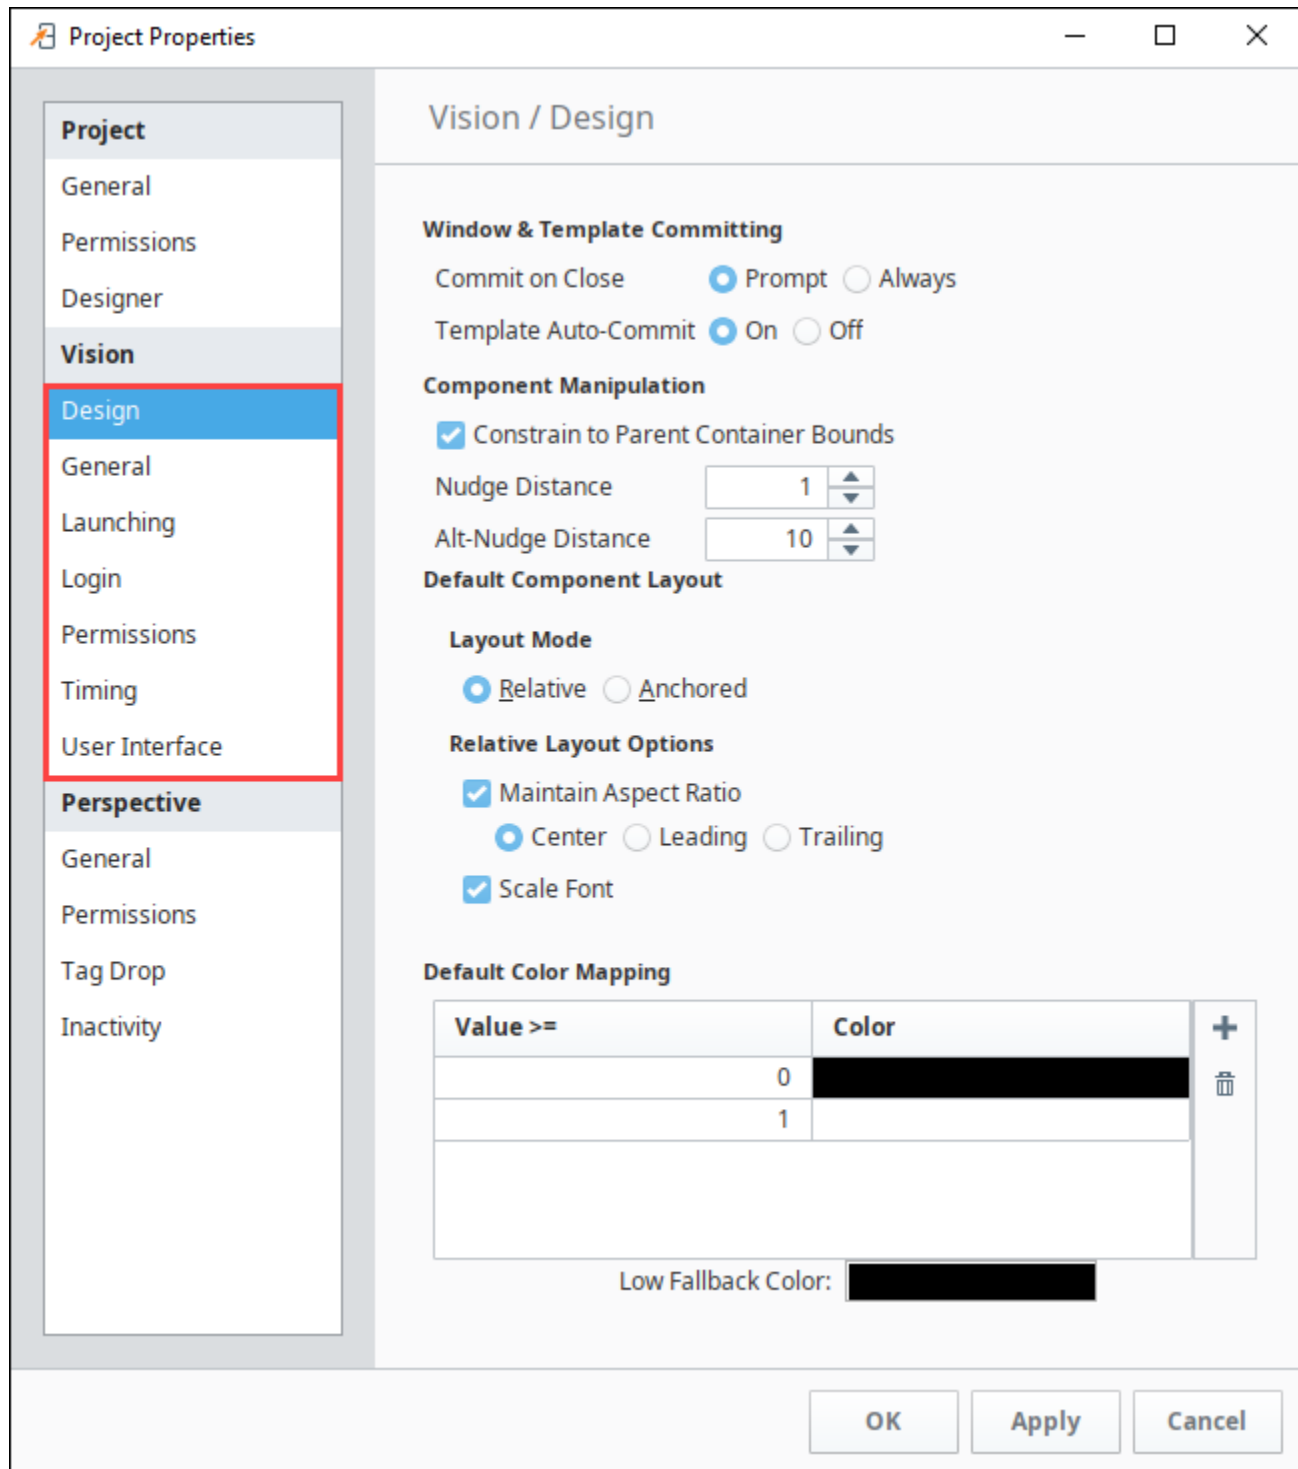 Project Properties
Project
General
Permissions
Designer
Vision
Design
General
Launching
Login
Permissions
Timing
User Interface
Perspective
General
Permissions
Tag Drop
Inactivity
Vision / Design
Window & Template Committing
Commit on Close Prompt Always
Template Auto-Commit On Off
Component Manipulation
Constrain to Parent Container Bounds
Nudge Distance 1
Alt-Nudge Distance 10
Default Component Layout
Layout Mode
Relative Anchored
Relative Layout Options
Maintain Aspect Ratio
Center Leading Trailing
Scale Font
Default Color Mapping
Value >= Color
0
1
Low Fallback Color:
OK Apply Cancel